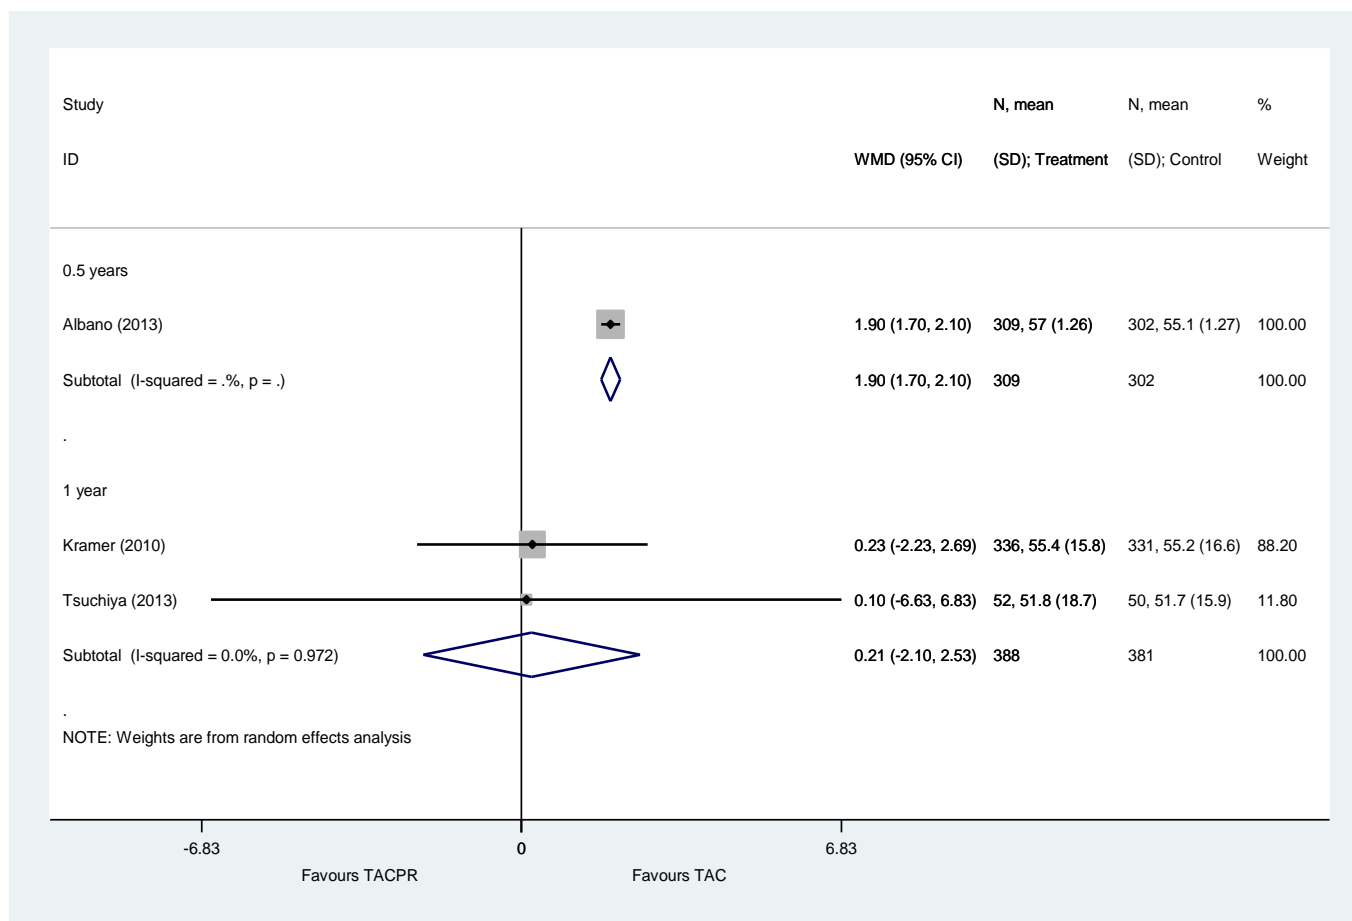 Study N, mean N, mean %
ID WMD (95% CI) (SD); Treatment (SD); Control Weight
0.5 years
Albano (2013) 1.90 (1.70, 2.10) 309, 57 (1.26) 302, 55.1 (1.27) 100.00
Subtotal (I-squared = .%, p = .) 1.90 (1.70, 2.10) 309 302 100.00
.
1 year
Kramer (2010) 0.23 (-2.23, 2.69) 336, 55.4 (15.8) 331, 55.2 (16.6) 88.20
Tsuchiya (2013) 0.10 (-6.63, 6.83) 52, 51.8 (18.7) 50, 51.7 (15.9) 11.80
Subtotal (I-squared = 0.0%, p = 0.972) 0.21 (-2.10, 2.53) 388 381 100.00
.
NOTE: Weights are from random effects analysis
-6.83 0 6.83
Favours TACPR Favours TAC